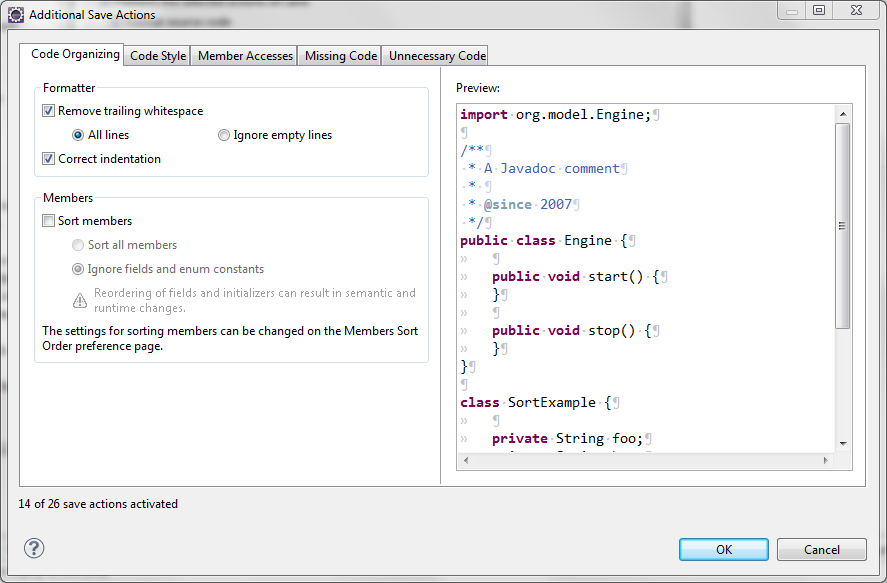 Additional Save Actions
Code Organizing
Code Style
Member Accesses
Missing Code
Unnecessary Code
Formatter
Remove trailing whitespace
All lines
Ignore empty lines
Correct indentation
Members
Sort members
Sort all members
Ignore fields and enum constants
Reordering of fields and initializers can result in semantic and
runtime changes.
The settings for sorting members can be changed on the Members Sort
Order preference page.
Preview:
import·org.model.Engine;¶
¶
/**¶
·*·A·Javadoc·comment¶
·*·¶
·*·@since·2007¶
·*/¶
public·class·Engine·{¶
»   ¶
»   public·void·start()·{¶
»   }¶
»   ¶
»   public·void·stop()·{¶
»   }¶
}¶
¶
class·SortExample·{¶
»   ¶
»   private·String·foo;¶
14 of 26 save actions activated
?
OK
Cancel